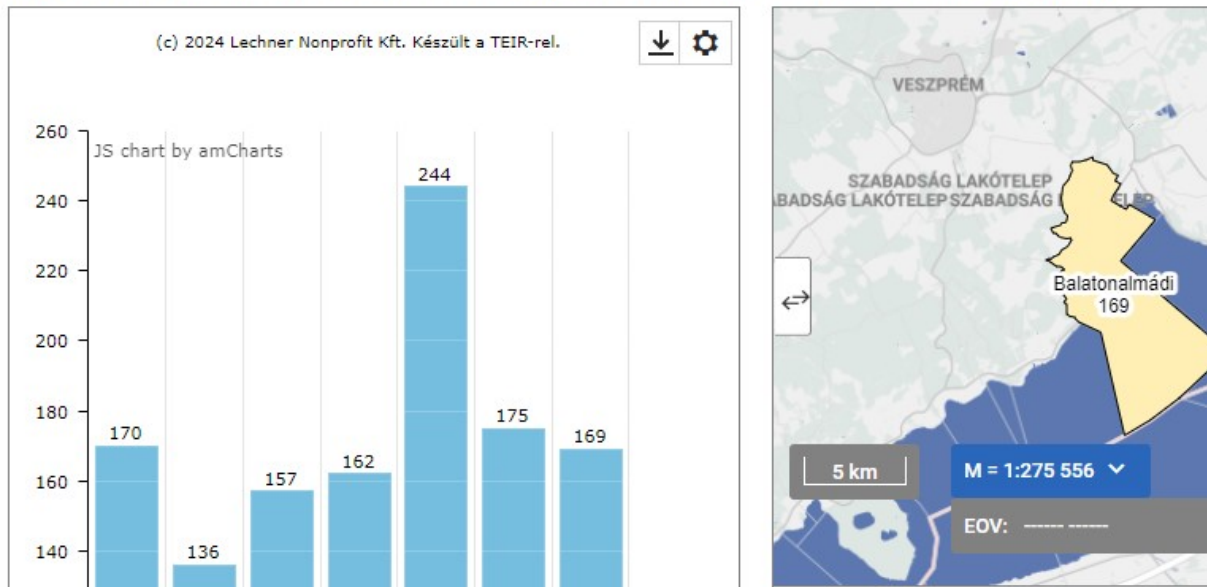 (c) 2024 Lechner Nonprofit Kft. Készült a TEIR-rel.
260
JS chart by amCharts
240
220
200
180
160
140
170
136
157
162
244
175
169
VESZPRÉM
SZABADSÁG LAKÓTELEP
ABADSÁG LAKÓTELEP SZABADSÁG
Balatonalmádi
169
5 km
M = 1:275 556
EOV: ------ ------